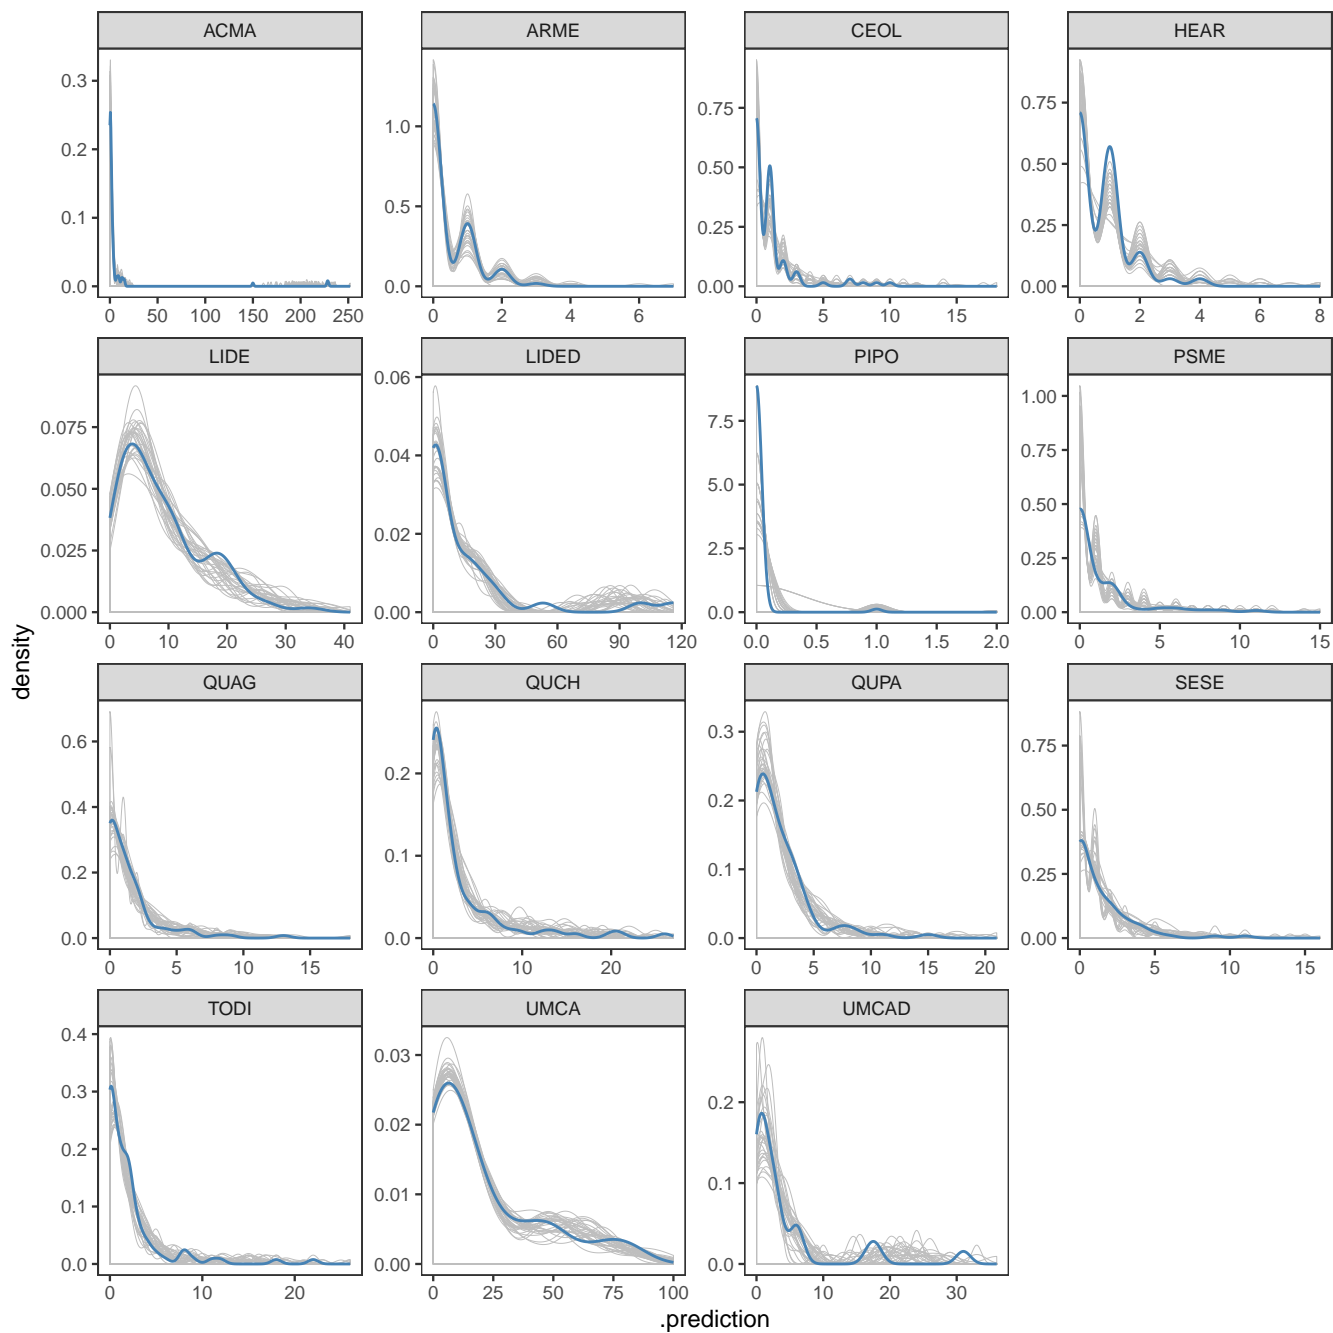 ACMA ARME CEOL HEAR
0.3
0.2
0.1
0.0
0 50 100 150 200 250
1.0
0.5
0.0
0 2 4 6
0.75
0.50
0.25
0.00
0 5 10 15
0.75
0.50
0.25
0.00
0 2 4 6 8
LIDE LIDED PIPO PSME
0.075
0.050
0.025
0.000
0 10 20 30 40
0.06
0.04
0.02
0.00
0 30 60 90 120
7.5
5.0
2.5
0.0
0.0 0.5 1.0 1.5 2.0
1.00
0.75
0.50
0.25
0.00
0 5 10 15
density
QUAG QUCH QUPA SESE
0.6
0.4
0.2
0.0
0 5 10 15
0.2
0.1
0.0
0 10 20
0.3
0.2
0.1
0.0
0 5 10 15 20
0.75
0.50
0.25
0.00
0 5 10 15
TODI UMCA UMCAD
0.4
0.3
0.2
0.1
0.0
0 10 20
0.03
0.02
0.01
0.00
0 25 50 75 100
0.2
0.1
0.0
0 10 20 30
.prediction